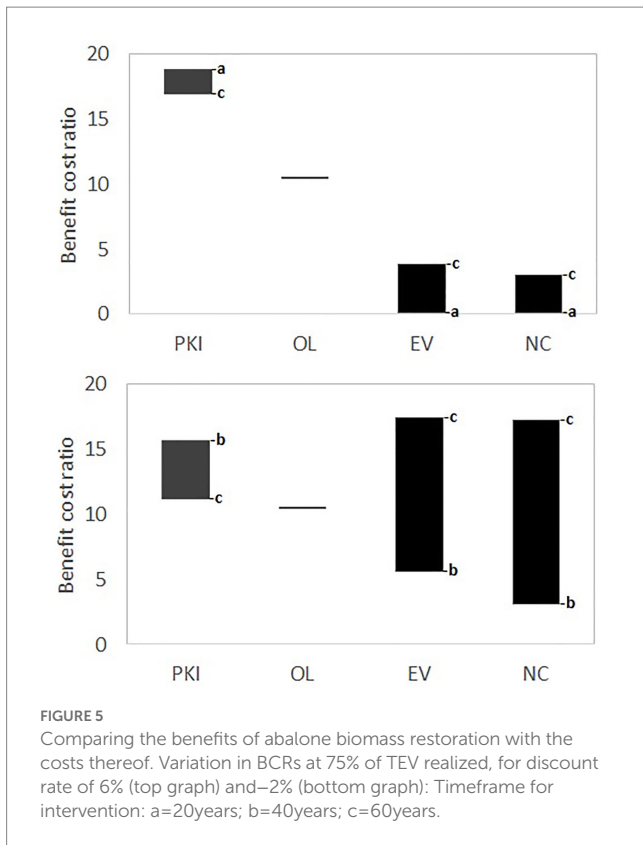 20
-a
-c
15
10
5
-c
-c
0
-a
-a
Benefit cost ratio
PKI OL EV NC
20
-b
-c
-c
15
-c
10
5
-b
-b
0
Benefit cost ratio
PKI OL EV NC
FIGURE 5
Comparing the benefits of abalone biomass restoration with the
costs thereof. Variation in BCRs at 75% of TEV realized, for discount
rate of 6% (top graph) and–2% (bottom graph): Timeframe for
intervention: a=20years; b=40years; c=60years.